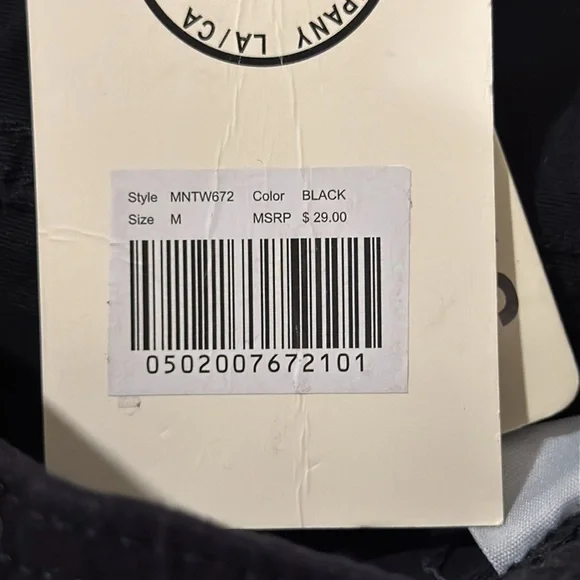 PANY LA/CA
Style MNTW672 Color BLACK
Size M MSRP $ 29.00
0502007672101